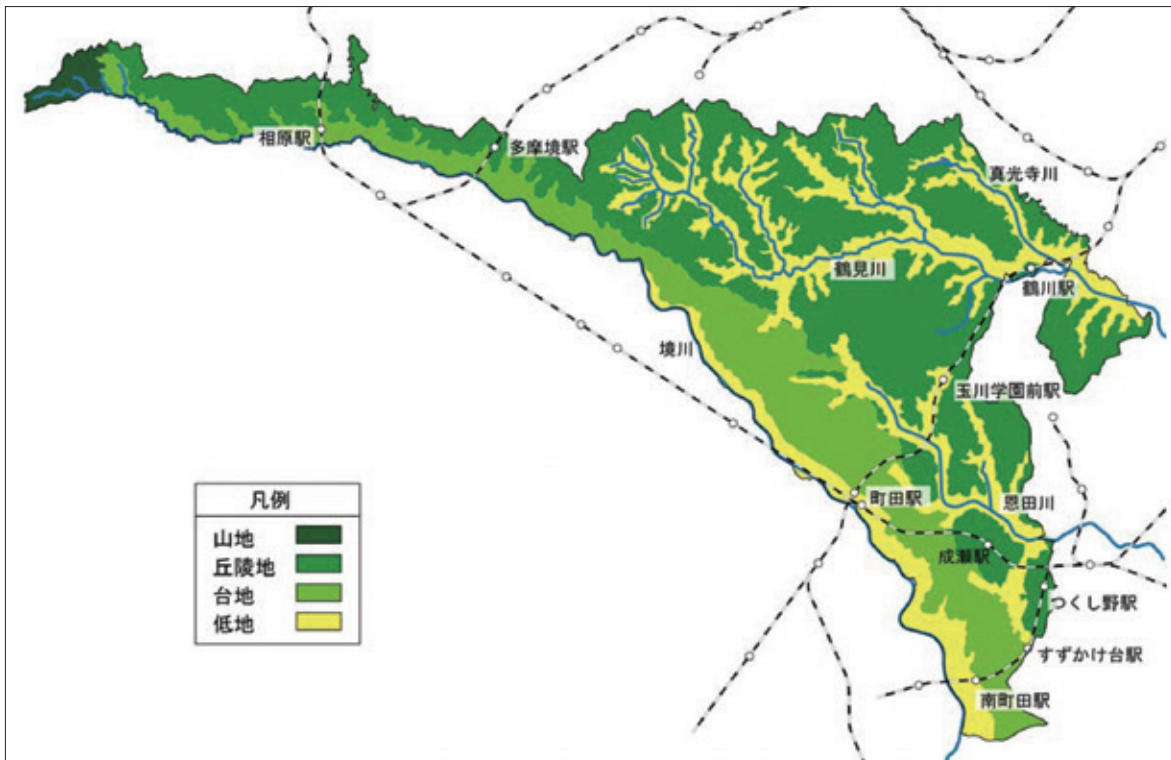 相原駅
多摩境駅
真光寺川
鶴見川
鶴川駅
境川
玉川学園前駅
町田駅
恩田川
成瀬駅
つくし野駅
すずかけ台駅
南町田駅
凡例
山地
丘陵地
台地
低地